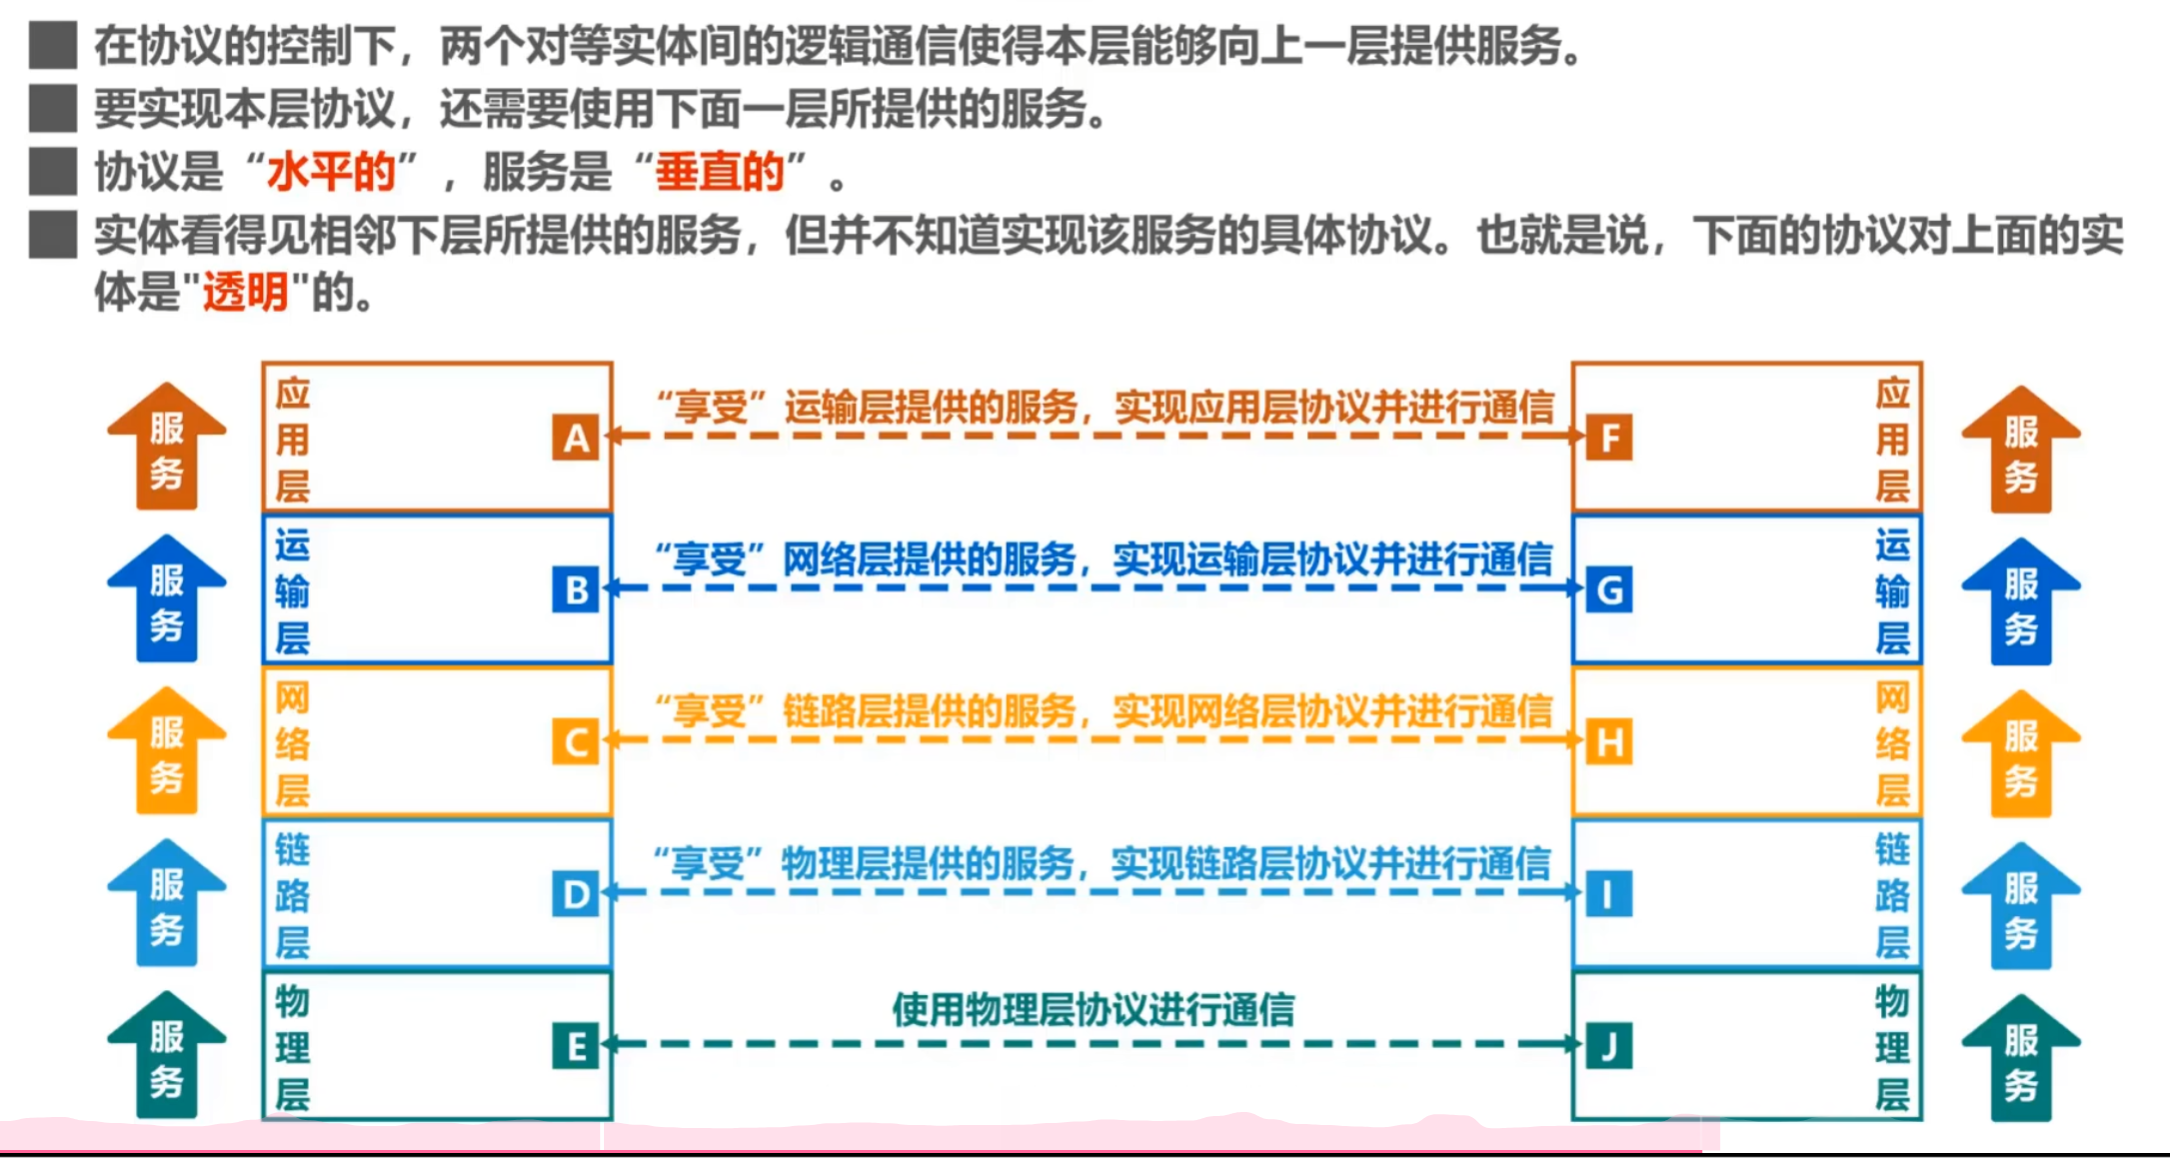 在协议的控制下，两个对等实体间的逻辑通信使得本层能够向上一层提供服务。
要实现本层协议，还需要使用下面一层所提供的服务。
协议是“水平的”，服务是“垂直的”。
实体看得见相邻下层所提供的服务，但并不知道实现该服务的具体协议。也就是说，下面的协议对上面的实
体是"透明"的。
服务
应用层
A
“享受”运输层提供的服务，实现应用层协议并进行通信
F
应用层
服务
服务
运输层
B
“享受”网络层提供的服务，实现运输层协议并进行通信
G
运输层
服务
服务
网络层
C
“享受”链路层提供的服务，实现网络层协议并进行通信
H
网络层
服务
服务
链路层
D
“享受”物理层提供的服务，实现链路层协议并进行通信
I
链路层
服务
服务
物理层
E
使用物理层协议进行通信
J
物理层
服务